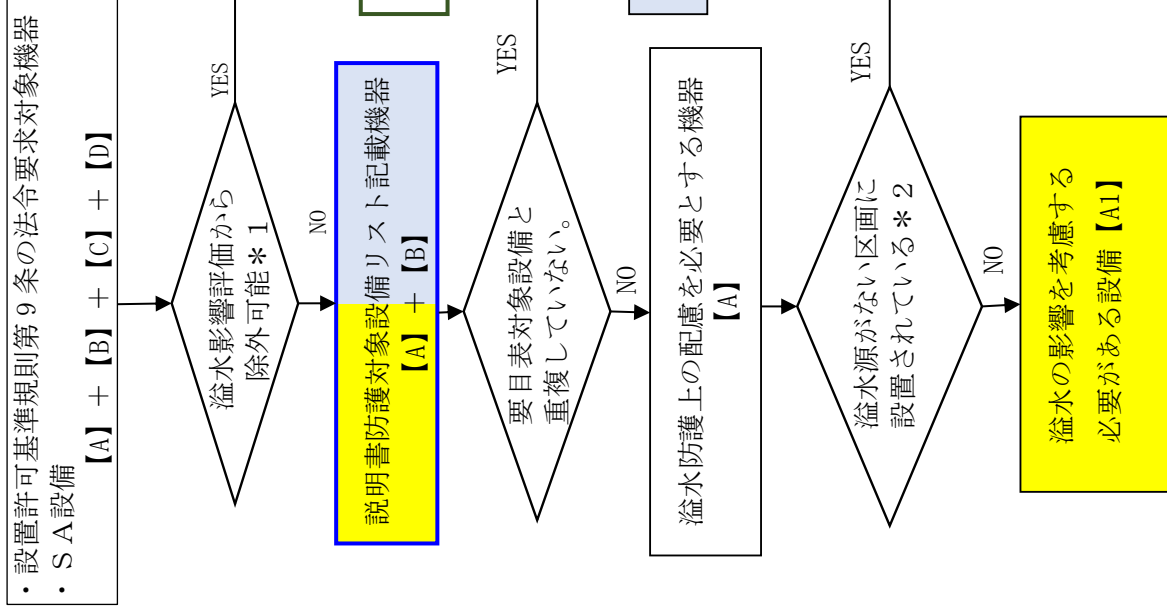 ・設置許可基準規則第9条の法令要求対象機器
・ＳＡ設備
【A】＋【B】＋【C】＋【D】
溢水影響評価から
除外可能＊1
YES
NO
説明書防護対象設備リスト記載機器
【A】＋【B】
要目表対象設備と
重複していない。
YES
NO
溢水防護上の配慮を必要とする機器
【A】
溢水源がない区画に
設置されている＊2
YES
NO
溢水の影響を考慮する
必要がある設備【A1】